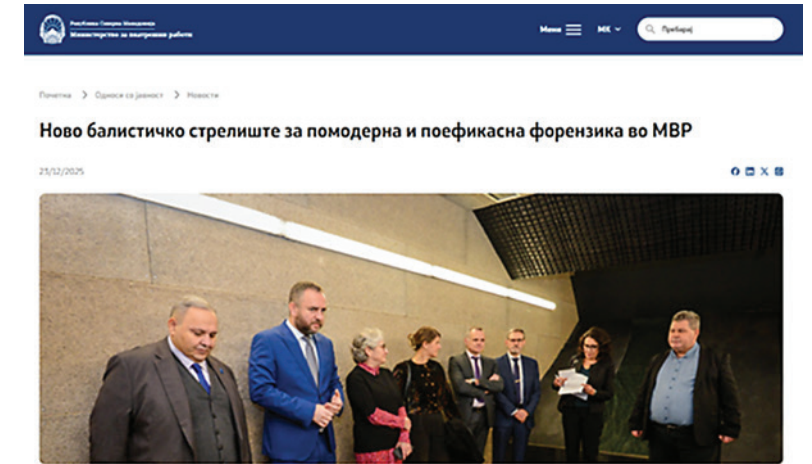 Република Северна Македонија
Министерство за внатрешни работи
Мени
МК
Пребарај
Почетна > Односи со јавност > Новости
Ново балистичко стрелиште за помодерна и поефикасна форензика во МВР
23/12/2025